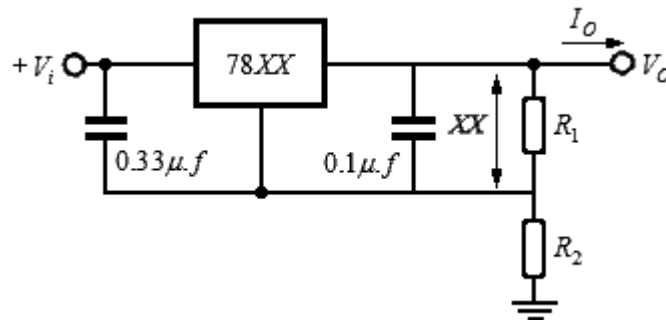 I_O
+V_i
78XX
V_O
XX
R_1
0.33μ.f
0.1μ.f
R_2